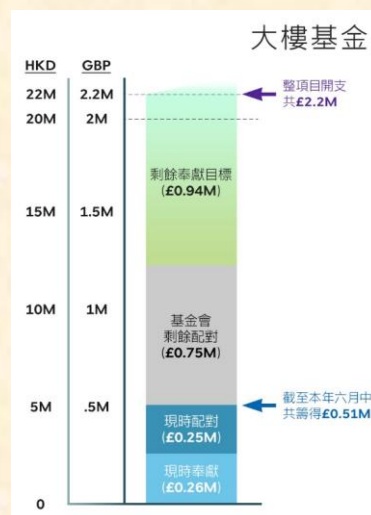 大樓基金
HKD GBP
22M 2.2M
整項目開支
共£2.2M
20M 2M
剩餘奉獻目標
(£0.94M)
15M 1.5M
10M 1M
基金會
剩餘配對
(£0.75M)
5M .5M
截至本年六月中
共籌得£0.51M
現時配對
(£0.25M)
現時奉獻
(£0.26M)
0